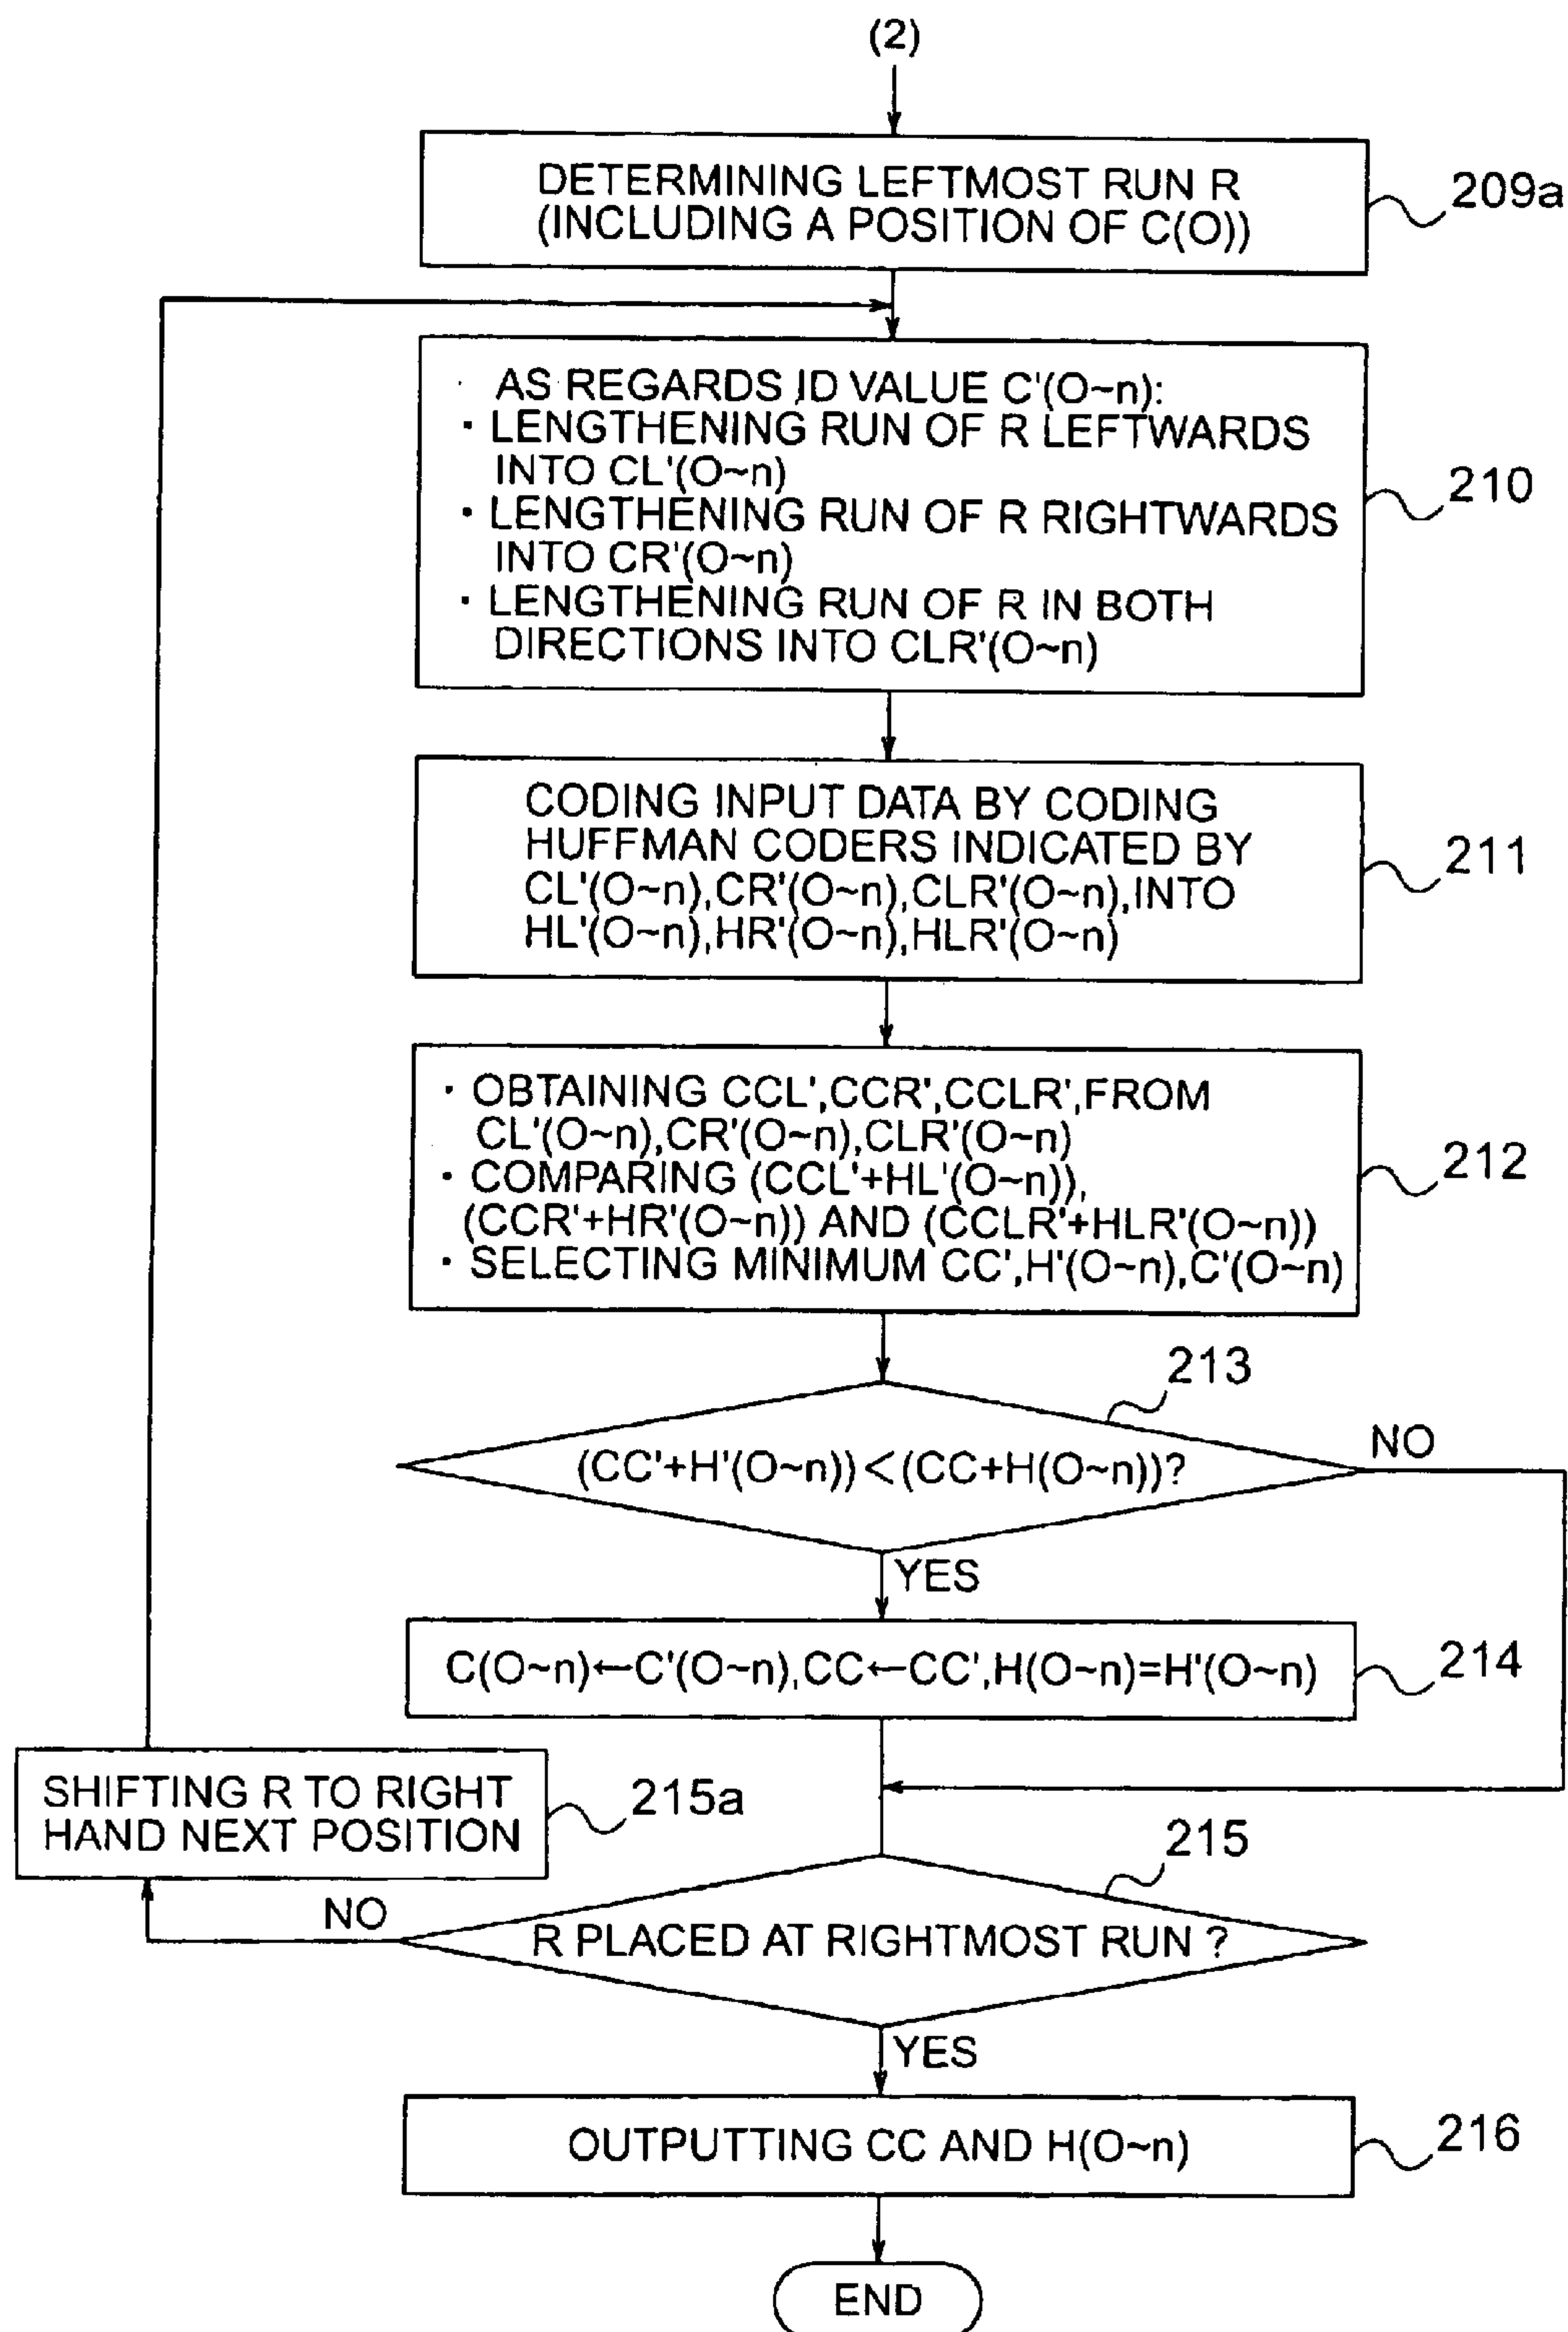 (2)
DETERMINING LEFTMOST RUN R
(INCLUDING A POSITION OF C(O))
209a
AS REGARDS ID VALUE C'(O~n):
· LENGTHENING RUN OF R LEFTWARDS
INTO CL'(O~n)
· LENGTHENING RUN OF R RIGHTWARDS
INTO CR'(O~n)
· LENGTHENING RUN OF R IN BOTH
DIRECTIONS INTO CLR'(O~n)
210
CODING INPUT DATA BY CODING
HUFFMAN CODERS INDICATED BY
CL'(O~n),CR'(O~n),CLR'(O~n),INTO
HL'(O~n),HR'(O~n),HLR'(O~n)
211
· OBTAINING CCL',CCR',CCLR',FROM
CL'(O~n),CR'(O~n),CLR'(O~n)
· COMPARING (CCL'+HL'(O~n)),
(CCR'+HR'(O~n)) AND (CCLR'+HLR'(O~n))
· SELECTING MINIMUM CC',H'(O~n),C'(O~n)
212
213
(CC'+H'(O~n))<(CC+H(O~n))?
NO
YES
C(O~n)←C'(O~n),CC←CC',H(O~n)=H'(O~n)
214
SHIFTING R TO RIGHT
HAND NEXT POSITION
215a
215
NO
R PLACED AT RIGHTMOST RUN ?
YES
OUTPUTTING CC AND H(O~n)
216
END